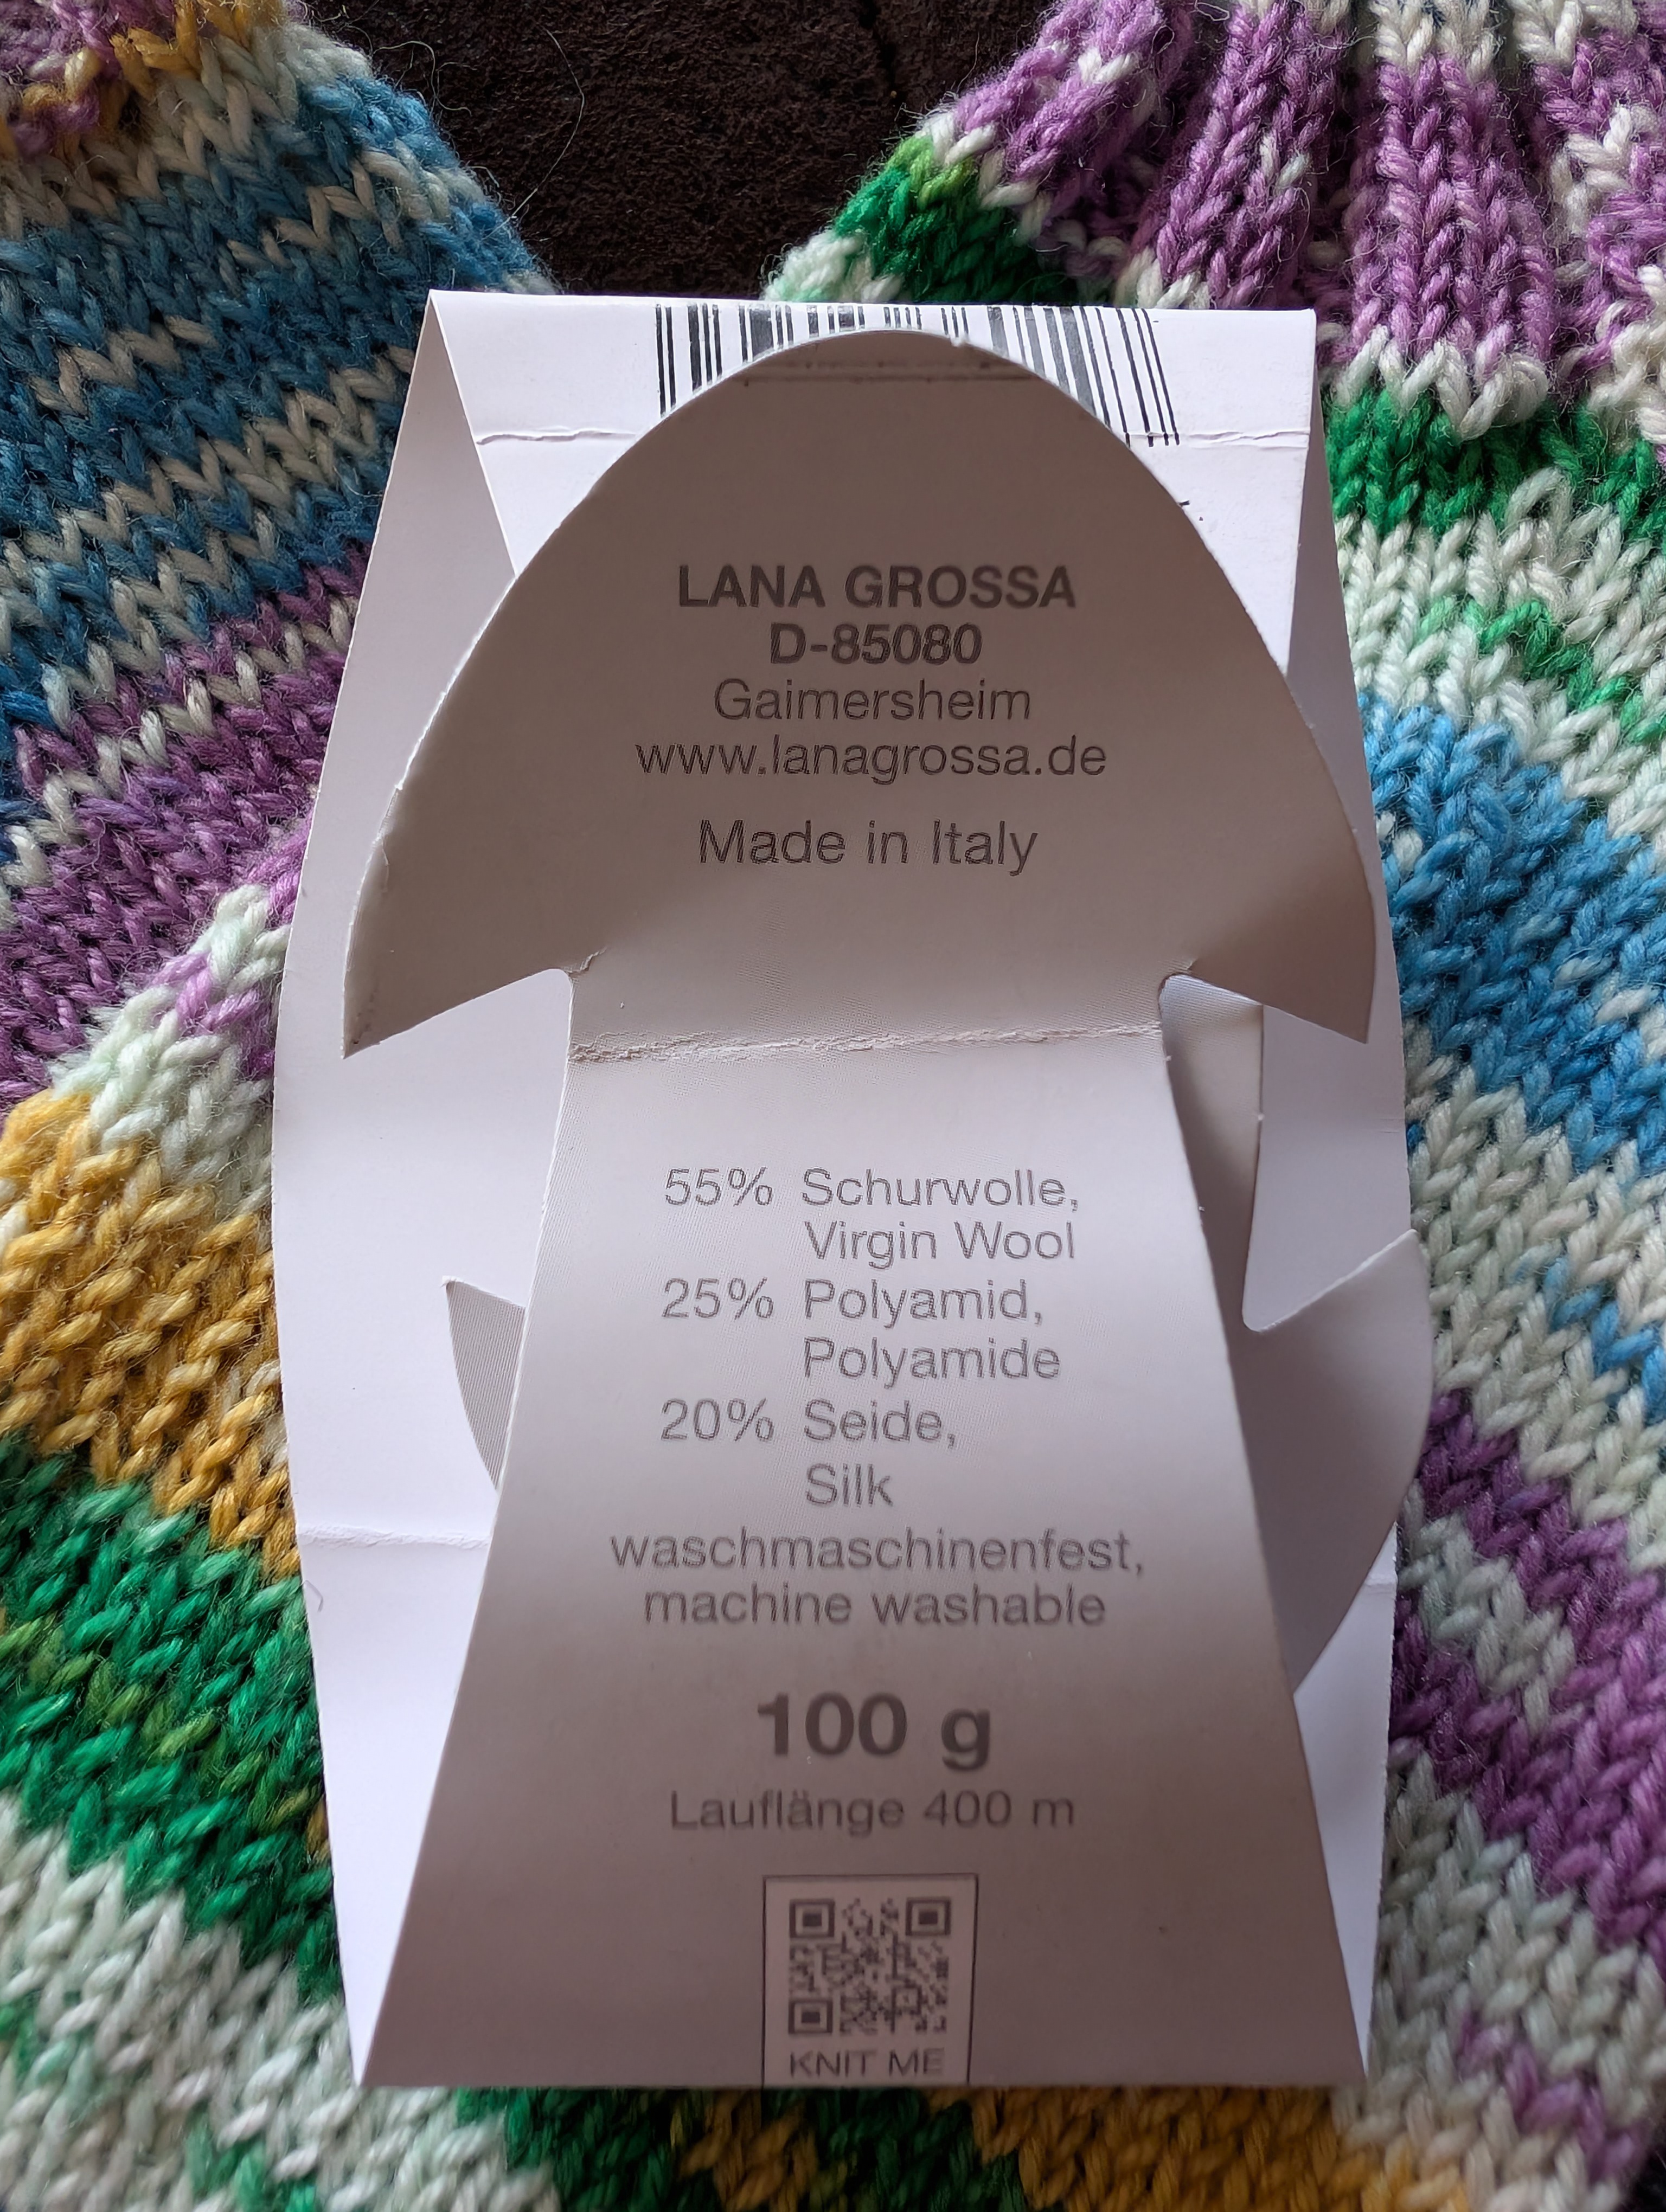 LANA GROSSA
D-85080
Gaimersheim
www.lanagrossa.de
Made in Italy
55% Schurwolle,
Virgin Wool
25% Polyamid,
Polyamide
20% Seide,
Silk
waschmaschinenfest,
machine washable
100 g
Lauflänge 400 m
KNIT ME